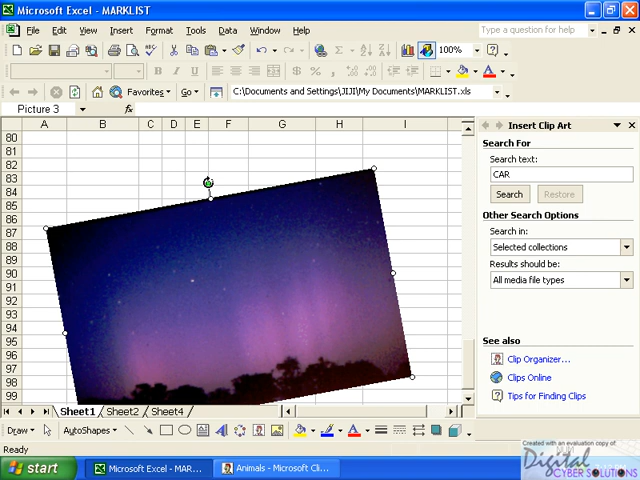 Microsoft Excel - MARKLIST
File Edit View Insert Format Tools Data Window Help
Type a question for help
Σ
100%
B I U
$ % ,
Favorites Go
C:\Documents and Settings\JIJI\My Documents\MARKLIST.xls
Picture 3
fx
A B C D E F G H I
80
81
82
83
84
85
86
87
88
89
90
91
92
93
94
95
96
97
98
99
Insert Clip Art
Search For
Search text:
CAR
Search Restore
Other Search Options
Search in:
Selected collections
Results should be:
All media file types
See also
Clip Organizer...
Clips Online
Tips for Finding Clips
Sheet1 Sheet2 Sheet4
Draw AutoShapes
Ready
start
Microsoft Excel - MAR...
Animals - Microsoft Cli...
Created with an evaluation copy of
Digital
CYBER SOLUTIONS